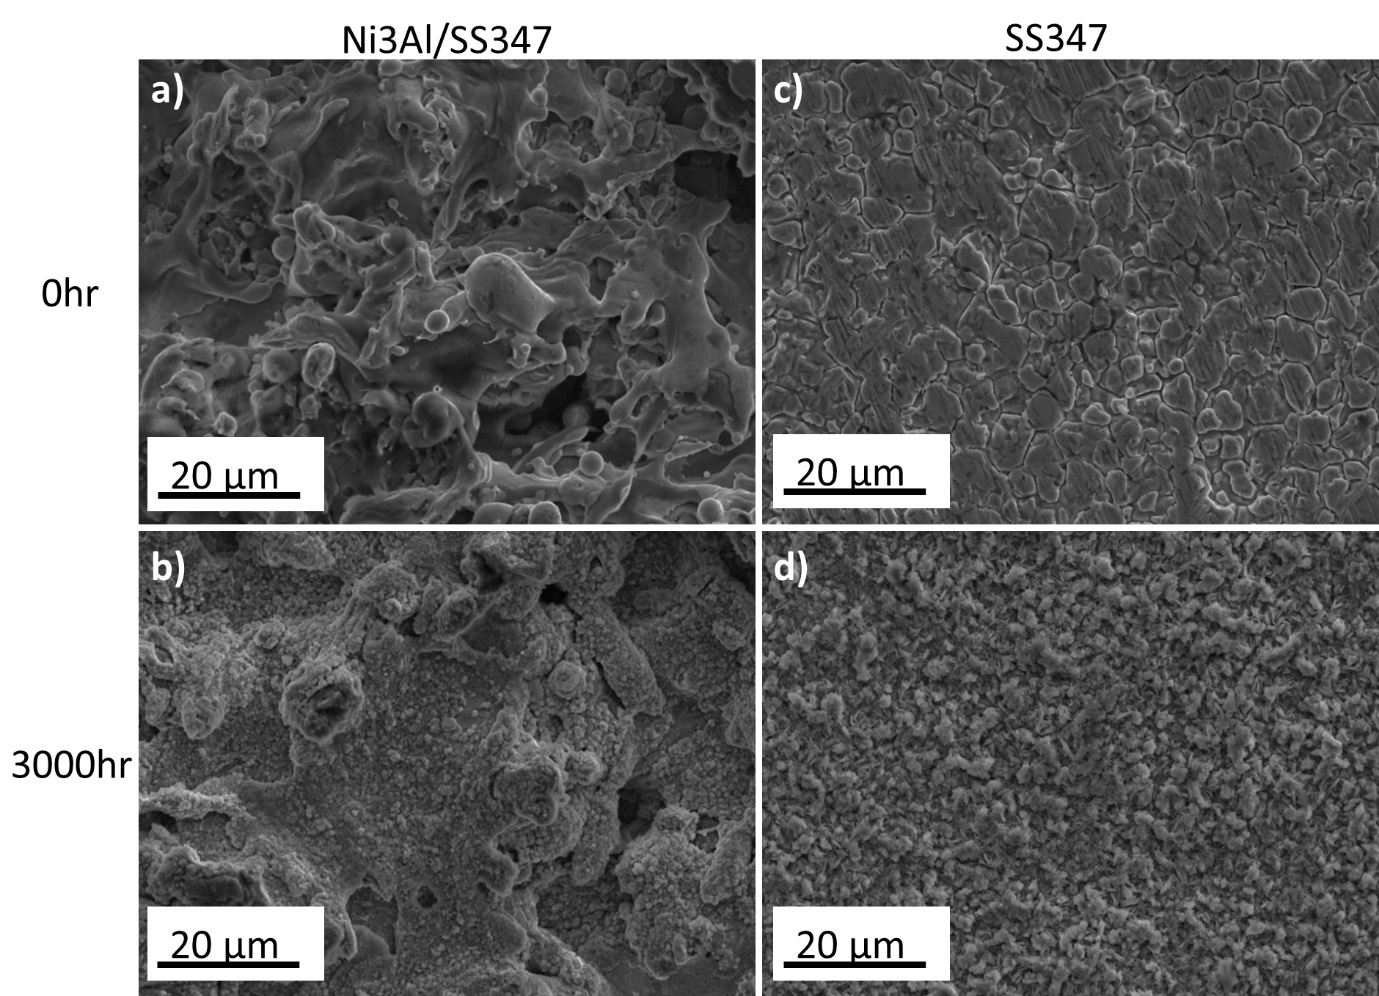 Ni3Al/SS347
SS347
a)
c)
0hr
20 µm
20 µm
b)
d)
3000hr
20 µm
20 µm